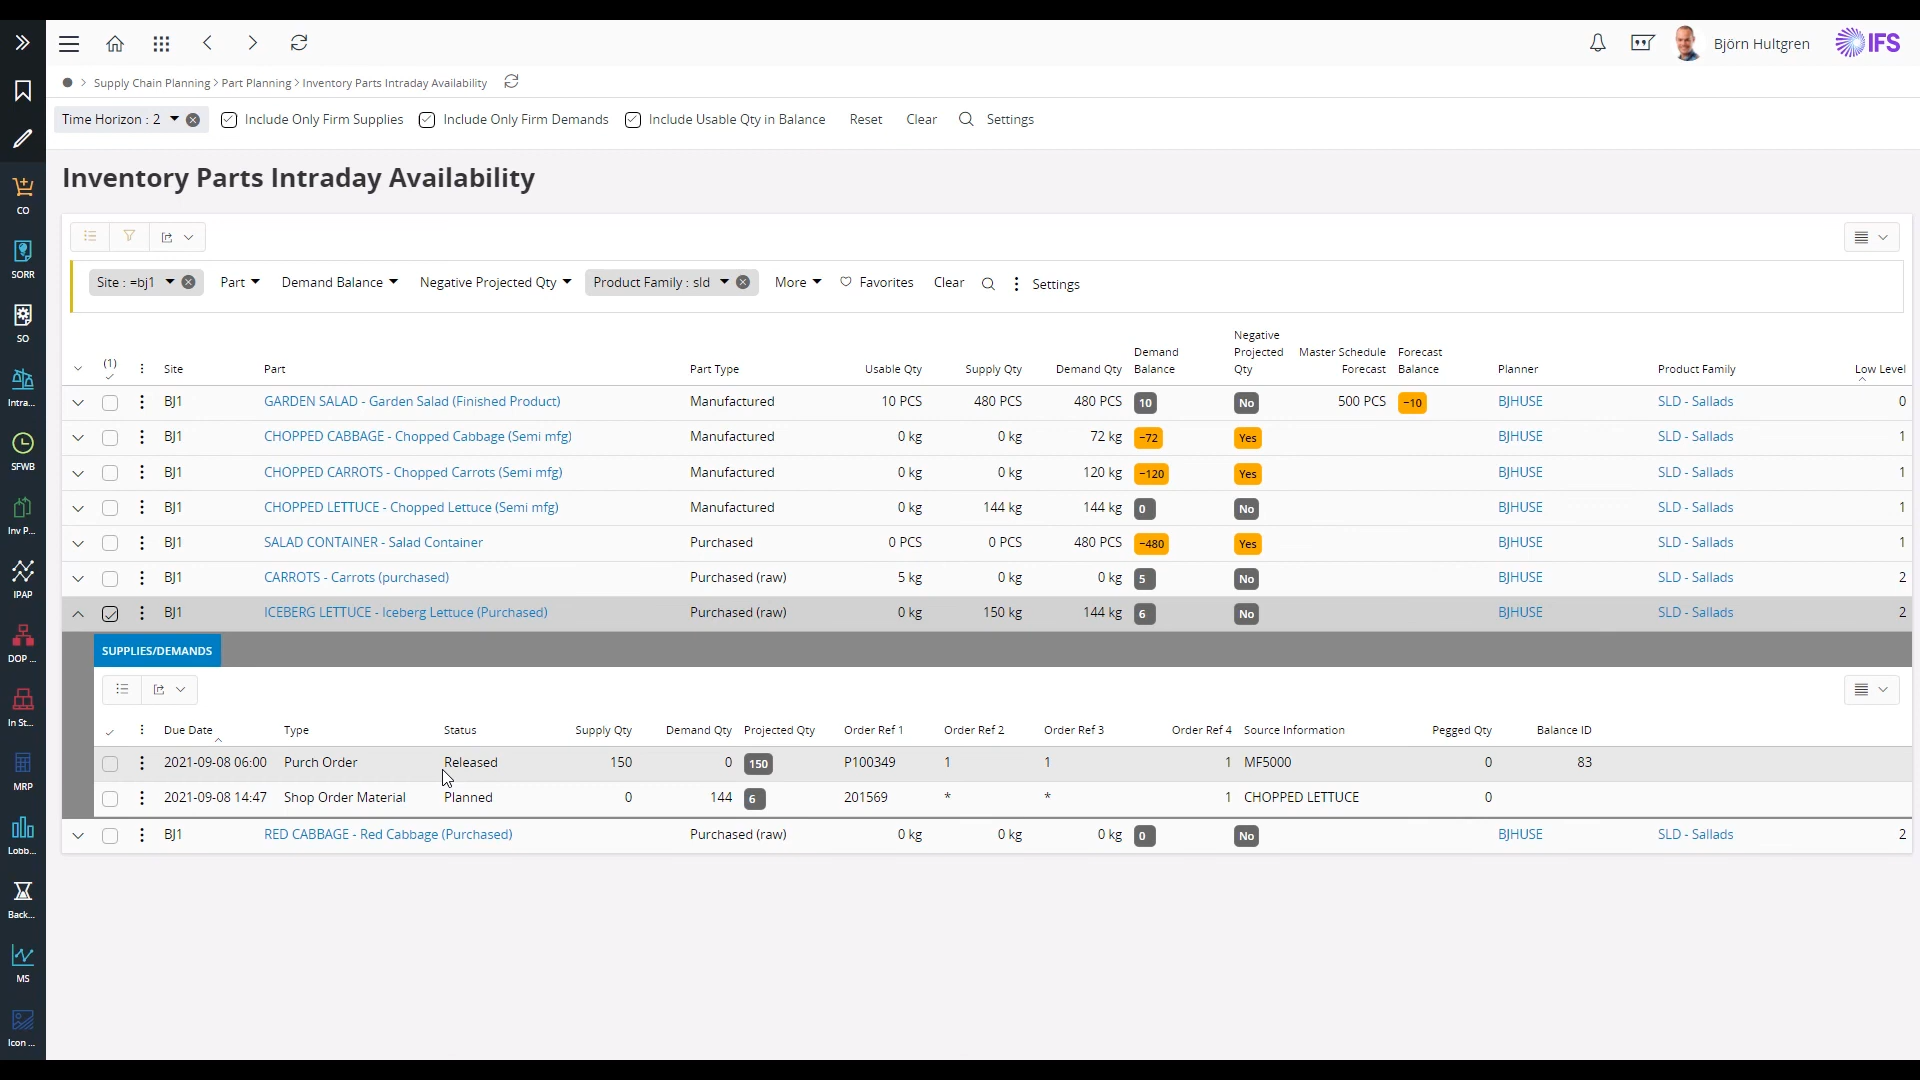 Björn Hultgren
IFS
Supply Chain Planning > Part Planning > Inventory Parts Intraday Availability
Time Horizon : 2 Include Only Firm Supplies Include Only Firm Demands Include Usable Qty in Balance Reset Clear Settings
Inventory Parts Intraday Availability
Site : =bj1 Part Demand Balance Negative Projected Qty Product Family : sld More Favorites Clear Settings
(1) Site Part Part Type Usable Qty Supply Qty Demand Qty Demand Balance Negative Projected Qty Master Schedule Forecast Forecast Balance Planner Product Family Low Level
BJ1 GARDEN SALAD - Garden Salad (Finished Product) Manufactured 10 PCS 480 PCS 480 PCS 10 No 500 PCS −10 BJHUSE SLD - Sallads 0
BJ1 CHOPPED CABBAGE - Chopped Cabbage (Semi mfg) Manufactured 0 kg 0 kg 72 kg −72 Yes BJHUSE SLD - Sallads 1
BJ1 CHOPPED CARROTS - Chopped Carrots (Semi mfg) Manufactured 0 kg 0 kg 120 kg −120 Yes BJHUSE SLD - Sallads 1
BJ1 CHOPPED LETTUCE - Chopped Lettuce (Semi mfg) Manufactured 0 kg 144 kg 144 kg 0 No BJHUSE SLD - Sallads 1
BJ1 SALAD CONTAINER - Salad Container Purchased 0 PCS 0 PCS 480 PCS −480 Yes BJHUSE SLD - Sallads 1
BJ1 CARROTS - Carrots (purchased) Purchased (raw) 5 kg 0 kg 0 kg 5 No BJHUSE SLD - Sallads 2
BJ1 ICEBERG LETTUCE - Iceberg Lettuce (Purchased) Purchased (raw) 0 kg 150 kg 144 kg 6 No BJHUSE SLD - Sallads 2
SUPPLIES/DEMANDS
Due Date Type Status Supply Qty Demand Qty Projected Qty Order Ref 1 Order Ref 2 Order Ref 3 Order Ref 4 Source Information Pegged Qty Balance ID
2021-09-08 06:00 Purch Order Released 150 0 150 P100349 1 1 1 MF5000 0 83
2021-09-08 14:47 Shop Order Material Planned 0 144 6 201569 * * 1 CHOPPED LETTUCE 0
BJ1 RED CABBAGE - Red Cabbage (Purchased) Purchased (raw) 0 kg 0 kg 0 kg 0 No BJHUSE SLD - Sallads 2
CO
SORR
SO
Intra...
SFWB
Inv P...
IPAP
DOP ...
In St...
MRP
Lobb...
Back...
MS
Icon ...